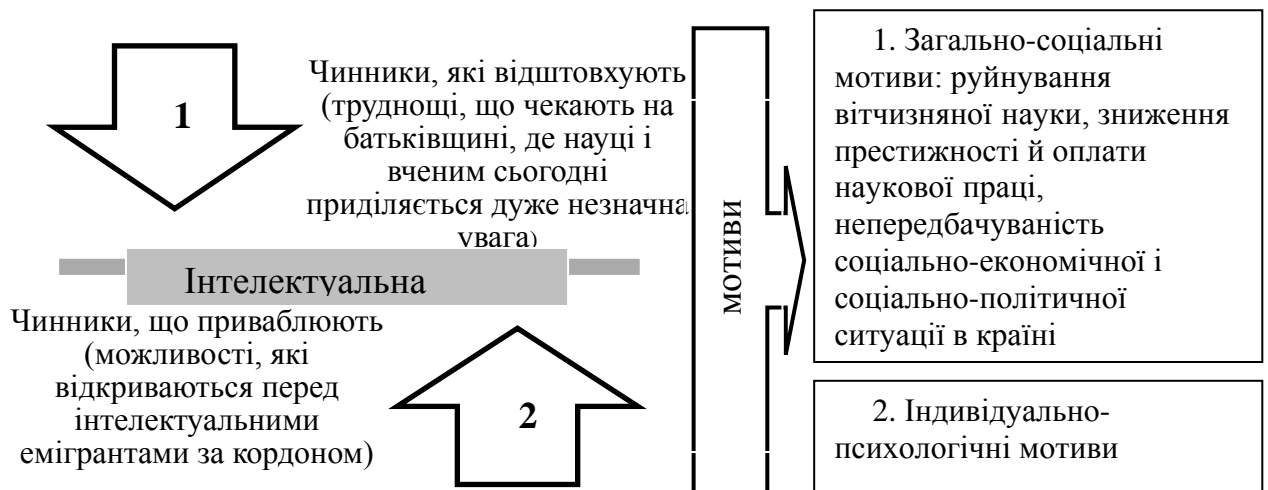 1
Чинники, які відштовхують
(труднощі, що чекають на
батьківщині, де науці і
вченим сьогодні
приділяється дуже незначна
увага)
Інтелектуальна
Чинники, що приваблюють
(можливості, які
відкриваються перед
інтелектуальними
емігрантами за кордоном)
2
мотиви
1. Загально-соціальні
мотиви: руйнування
вітчизняної науки, зниження
престижності й оплати
наукової праці,
непередбачуваність
соціально-економічної і
соціально-політичної
ситуації в країні
2. Індивідуально-
психологічні мотиви